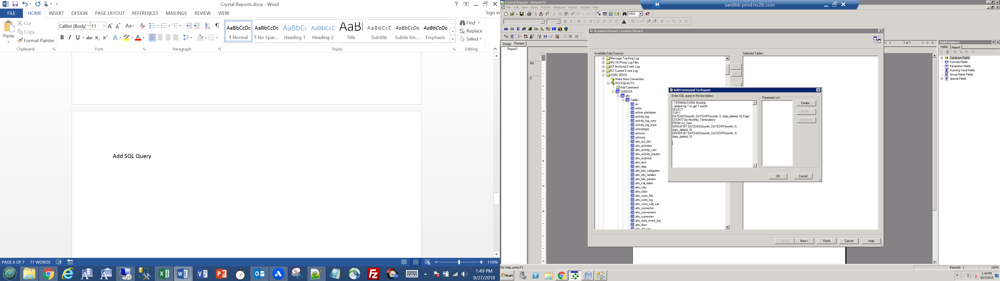 Crystal Reports.docx - Word
FILE
HOME
INSERT
DESIGN
PAGE LAYOUT
REFERENCES
MAILINGS
REVIEW
VIEW
Sign in
Paste
Cut
Copy
Format Painter
Clipboard
Calibri (Body)
11
Font
Paragraph
AaBbCcDc
¶ Normal
AaBbCcDc
¶ No Spac...
AaBbC
Heading 1
AaBbCcE
Heading 2
AaB
Title
AaBbCcD
Subtitle
AaBbCcDa
Subtle Em...
AaBbCcDa
Emphasis
Styles
Find
Replace
Select
Editing
Add SQL Query
PAGE 6 OF 7
77 WORDS
110%
1:49 PM
9/27/2018
Crystal Reports - [Report3]
sandisk-prod.rsc2lc.com
File Edit View Insert Format Database Report Window Help
100%
Design
Preview
Report3
PH
D
1 of 1
Standard Report Creation Wizard
Available Data Sources:
Message Tracking Log
MS IIS/Proxy Log Files
NT Archived Event Log
NT Current Event Log
ODBC (RDO)
Make New Connection
RSCSQLAUTO
Add Command
SANDISK
afm
Tables
ac
acbu
active_plantypes
activity_log
activity_log_sync
activity_log_trans
activitytype
actscns
advisory
afm_act_tbls
afm_activities
afm_activity_cats
afm_activity_params
afm_actprods
afm_acts
afm_atyp
afm_bim_categories
afm_bim_families
afm_bim_params
afm_cal_dates
afm_cats
afm_class
afm_conn_flds
afm_conn_log
afm_conn_rule_cat
afm_connector
afm_conversions
afm_currencies
afm_data_event_log
afm_docs
afm_docvers
Selected Tables:
Add Command To Report
Enter SQL query in the box below.
--TERMINATIONS Monthly
--added top 1 to get 1 month
SELECT
TOP 1
DATEADD(month, DATEDIFF(month, 0, date_delete), 0) 'Date',
COUNT(*)as Monthly_Terminations
FROM rsc_hem
GROUP BY DATEADD(month, DATEDIFF(month, 0,
date_delete), 0)
ORDER BY DATEADD(month, DATEDIFF(month, 0,
date_delete), 0)
Parameter List
Create...
Modify...
Remove
OK
Cancel
< Back
Next >
Finish
Cancel
Help
Field Explorer
Fields
Report
Database Fields
Formula Fields
Parameter Fields
Running Total Fields
Group Name Fields
Special Fields
For Help, press F1
Records: 1
100%
Start
1:49 PM
9/27/2018